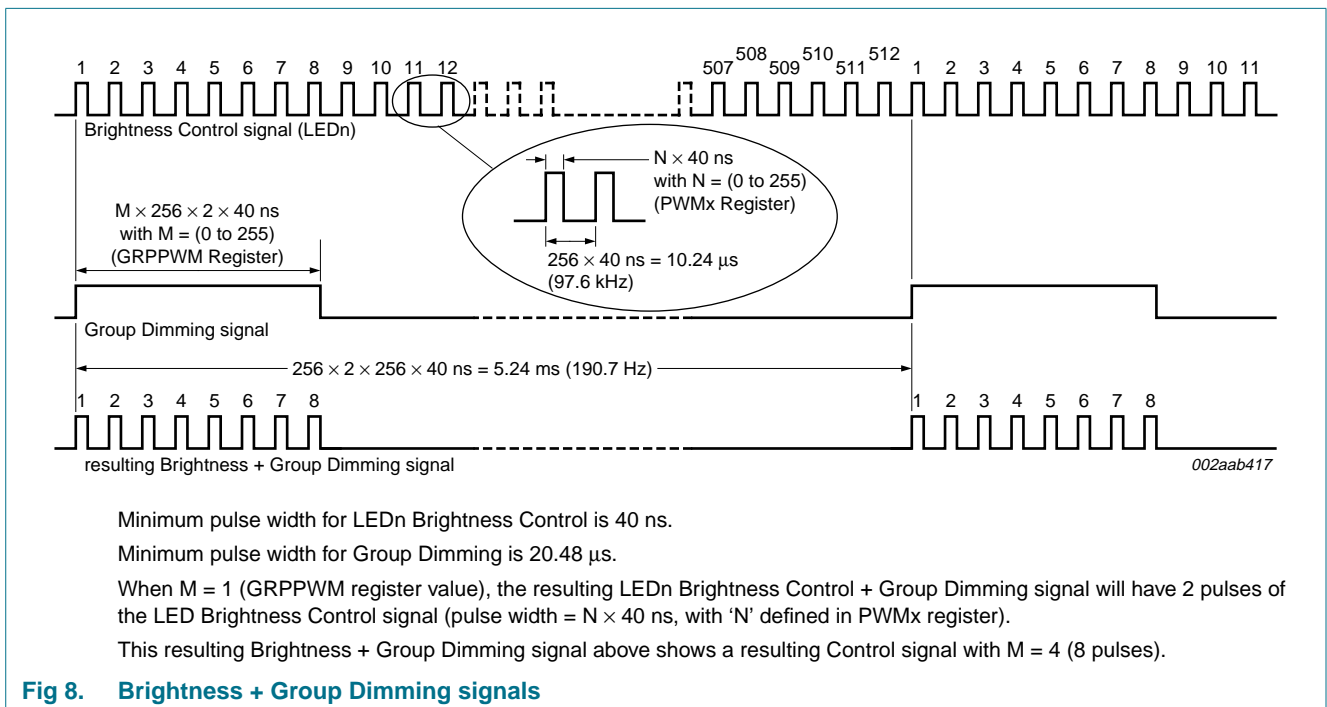 1 2 3 4 5 6 7 8 9 10 11 12 507 508 509 510 511 512 1 2 3 4 5 6 7 8 9 10 11
Brightness Control signal (LEDn)
N × 40 ns
with N = (0 to 255)
(PWMx Register)
256 × 40 ns = 10.24 μs
(97.6 kHz)
M × 256 × 2 × 40 ns
with M = (0 to 255)
(GRPPWM Register)
Group Dimming signal
256 × 2 × 256 × 40 ns = 5.24 ms (190.7 Hz)
1 2 3 4 5 6 7 8 1 2 3 4 5 6 7 8
resulting Brightness + Group Dimming signal
002aab417
Minimum pulse width for LEDn Brightness Control is 40 ns.
Minimum pulse width for Group Dimming is 20.48 μs.
When M = 1 (GRPPWM register value), the resulting LEDn Brightness Control + Group Dimming signal will have 2 pulses of
the LED Brightness Control signal (pulse width = N × 40 ns, with ‘N’ defined in PWMx register).
This resulting Brightness + Group Dimming signal above shows a resulting Control signal with M = 4 (8 pulses).
Fig 8. Brightness + Group Dimming signals